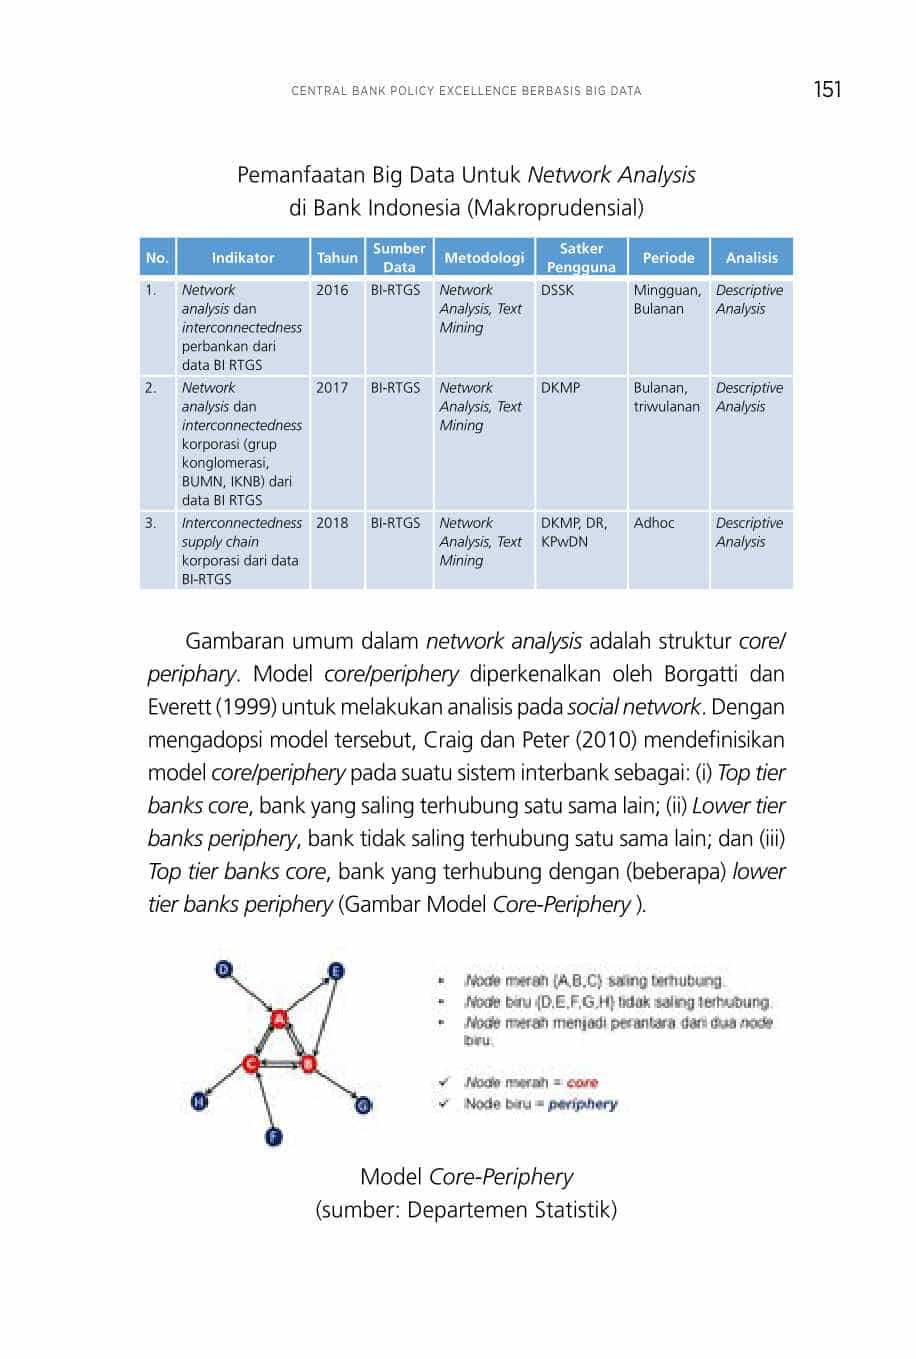 CENTRAL BANK POLICY EXCELLENCE BERBASIS BIG DATA
151
Pemanfaatan Big Data Untuk Network Analysis
di Bank Indonesia (Makroprudensial)
No. Indikator Tahun Sumber Data Metodologi Satker Pengguna Periode Analisis
1. Network 2016 BI-RTGS Network DSSK Mingguan, Descriptive
analysis dan Analysis, Text Bulanan Analysis
interconnectedness Mining
perbankan dari
data BI RTGS
2. Network 2017 BI-RTGS Network DKMP Bulanan, Descriptive
analysis dan Analysis, Text triwulanan Analysis
interconnectedness Mining
korporasi (grup
konglomerasi,
BUMN, IKNB) dari
data BI RTGS
3. Interconnectedness 2018 BI-RTGS Network DKMP, DR, Adhoc Descriptive
supply chain Analysis, Text KPwDN Analysis
korporasi dari data Mining
BI-RTGS
Gambaran umum dalam network analysis adalah struktur core/
periphary. Model core/periphery diperkenalkan oleh Borgatti dan
Everett (1999) untuk melakukan analisis pada social network. Dengan
mengadopsi model tersebut, Craig dan Peter (2010) mendefinisikan
model core/periphery pada suatu sistem interbank sebagai: (i) Top tier
banks core, bank yang saling terhubung satu sama lain; (ii) Lower tier
banks periphery, bank tidak saling terhubung satu sama lain; dan (iii)
Top tier banks core, bank yang terhubung dengan (beberapa) lower
tier banks periphery (Gambar Model Core-Periphery ).
D
E
A
C
B
H
G
F
• Node merah (A,B,C) saling terhubung.
• Node biru (D,E,F,G,H) tidak saling terhubung.
• Node merah menjadi perantara dari dua node
biru.
✓ Node merah = core
✓ Node biru = periphery
Model Core-Periphery
(sumber: Departemen Statistik)